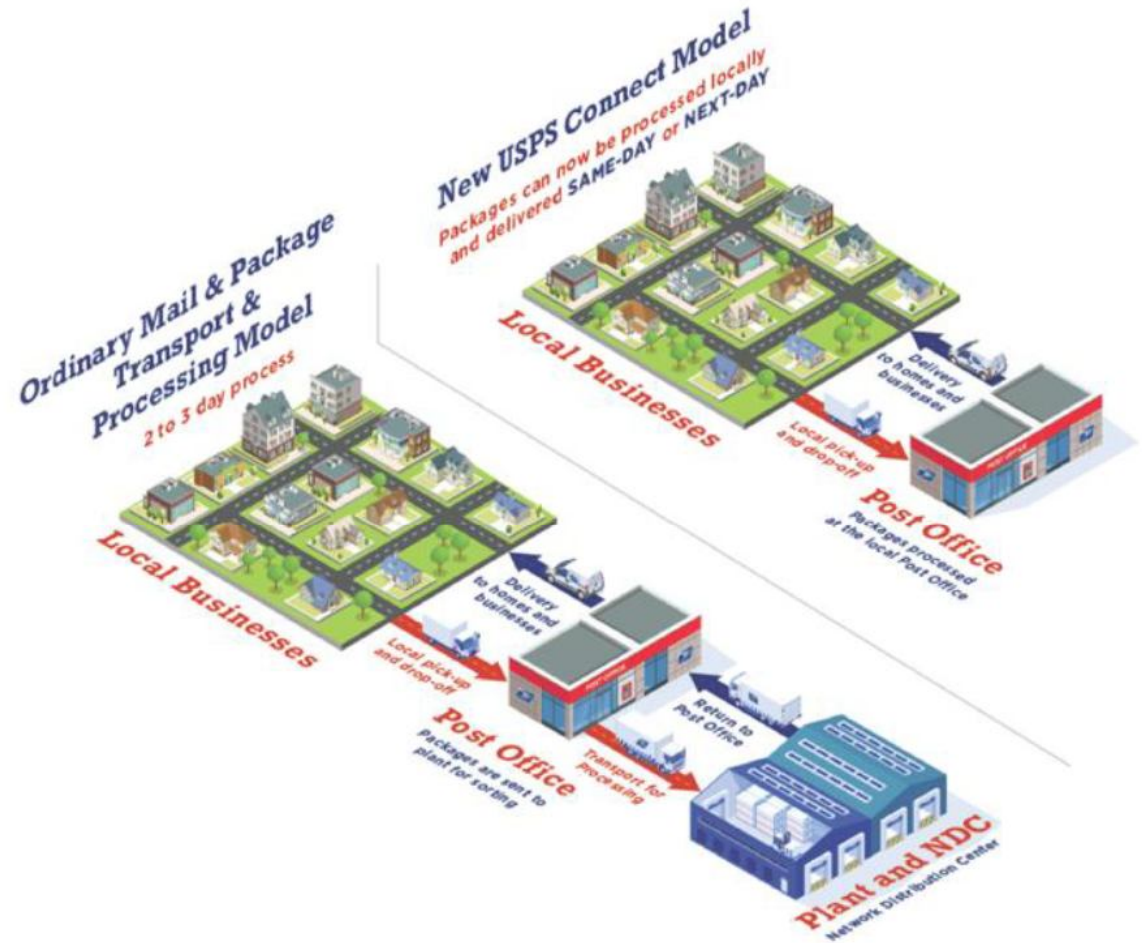 New USPS Connect Model
Packages can now be processed locally
and delivered SAME-DAY or NEXT-DAY
Local Businesses
Delivery
to homes and
businesses
Local pick-up
and drop-off
POST OFFICE
Post Office
Packages processed
at the local Post Office
Ordinary Mail & Package
Transport &
Processing Model
2 to 3 day process
Local Businesses
Delivery
to homes and
businesses
Local pick-up
and drop-off
POST OFFICE
Post Office
Packages are sent to
plant for sorting
Return to
Post Office
Transport for
Processing
Plant and NDC
Network Distribution Center